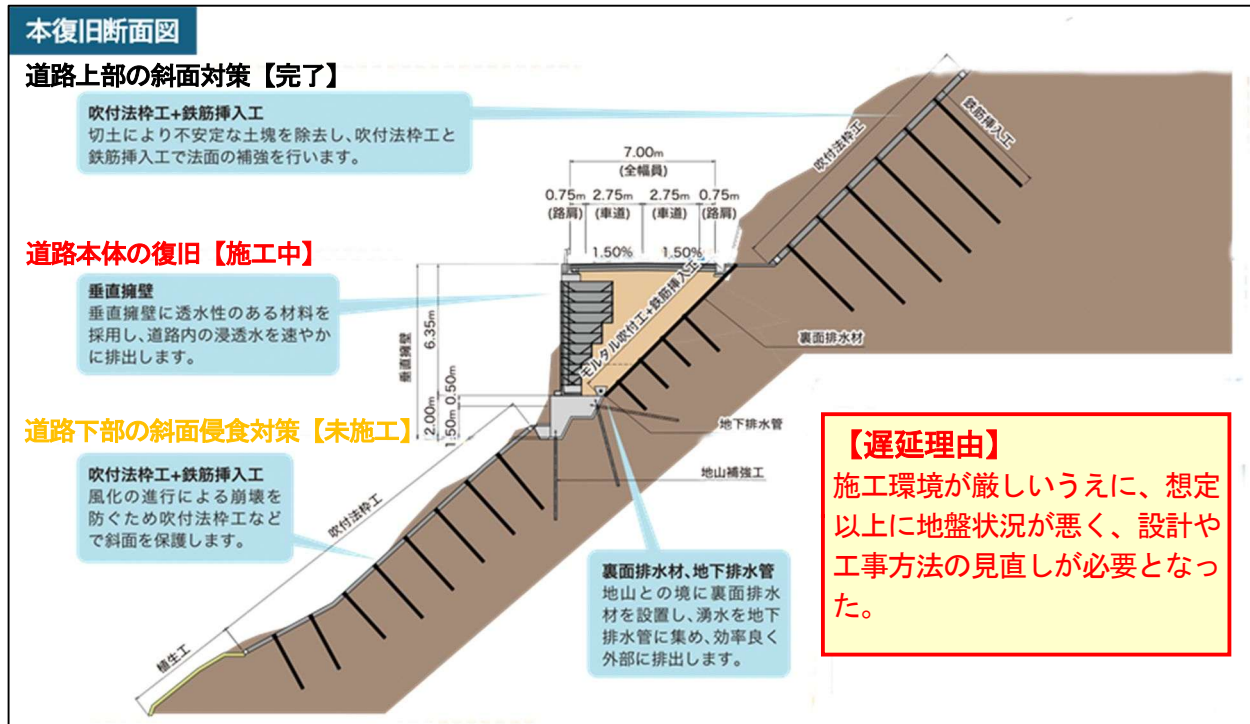 本復旧断面図
道路上部の斜面対策【完了】
吹付法枠工+鉄筋挿入工
切土により不安定な土塊を除去し、吹付法枠工と
鉄筋挿入工で法面の補強を行います。
吹付法枠工
鉄筋挿入工
7.00m
(全幅員)
0.75m 2.75m 2.75m 0.75m
(路肩) (車道) (車道) (路肩)
1.50% 1.50%
道路本体の復旧【施工中】
垂直擁壁
垂直擁壁に透水性のある材料を
採用し、道路内の浸透水を速やか
に排出します。
垂直擁壁
6.35m
0.50m
2.00m
1.50m
モルタル吹付工+鉄筋挿入工
裏面排水材
地下排水管
地山補強工
道路下部の斜面侵食対策【未施工】
吹付法枠工+鉄筋挿入工
風化の進行による崩壊を
防ぐため吹付法枠工など
で斜面を保護します。
吹付法枠工
植生工
裏面排水材、地下排水管
地山との境に裏面排水
材を設置し、湧水を地下
排水管に集め、効率良く
外部に排出します。
【遅延理由】
施工環境が厳しいうえに、想定
以上に地盤状況が悪く、設計や
工事方法の見直しが必要となっ
た。